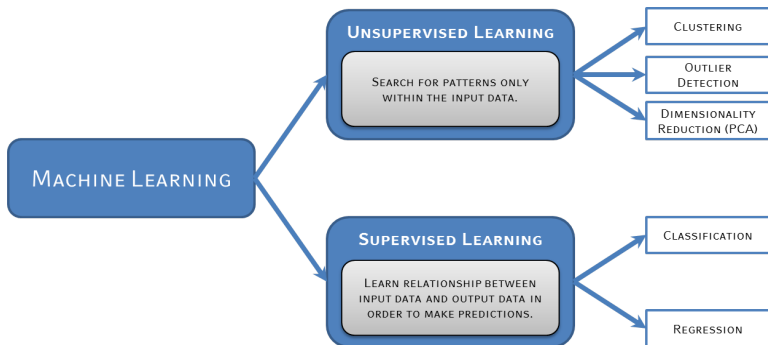 Machine Learning
Unsupervised Learning
Search for patterns only
within the input data.
Clustering
Outlier
Detection
Dimensionality
Reduction (PCA)
Supervised Learning
Learn relationship between
input data and output data in
order to make predictions.
Classification
Regression